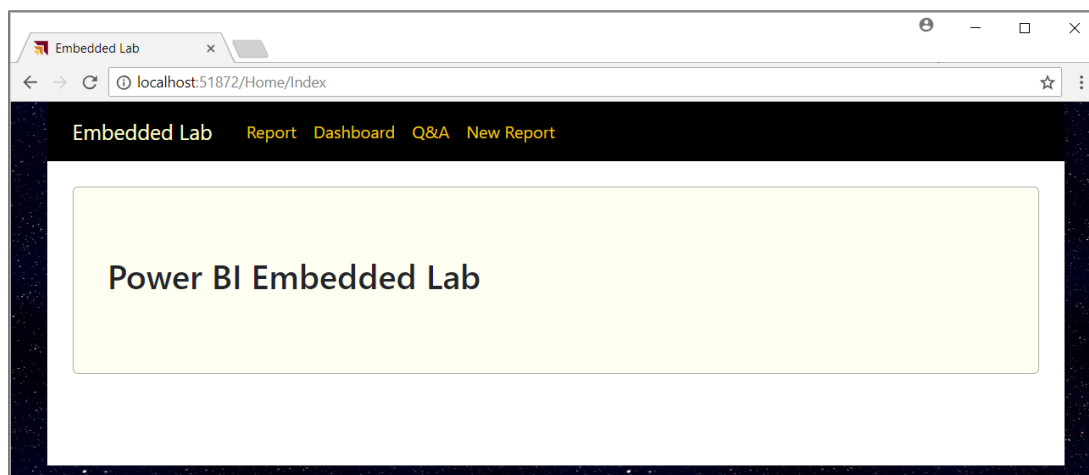 Embedded Lab
localhost:51872/Home/Index
Embedded Lab Report Dashboard Q&A New Report
Power BI Embedded Lab